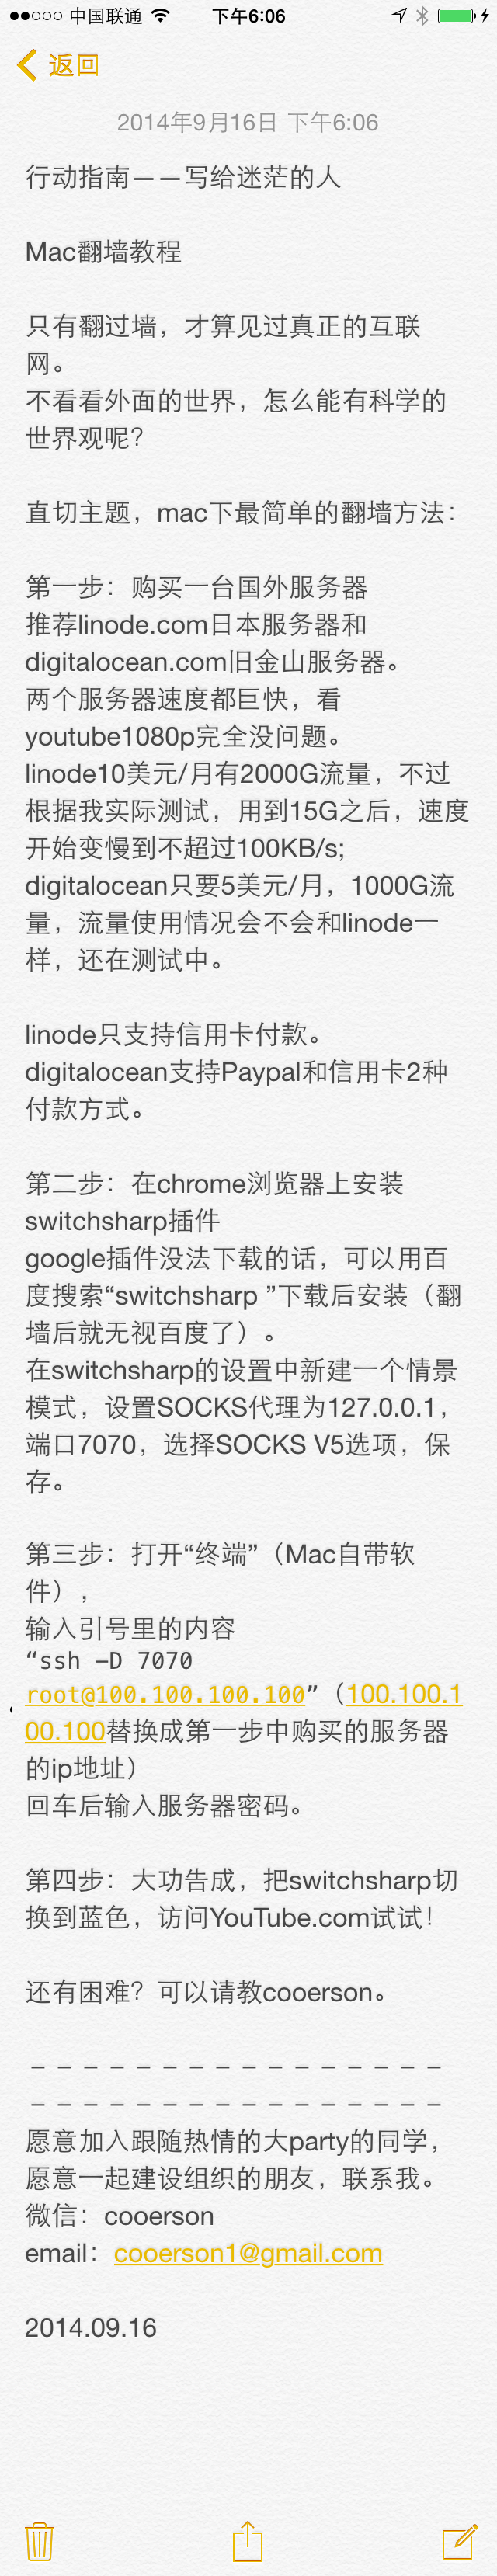 中国联通 下午6:06
返回
2014年9月16日 下午6:06
行动指南——写给迷茫的人
Mac翻墙教程
只有翻过墙，才算见过真正的互联
网。
不看看外面的世界，怎么能有科学的
世界观呢？
直切主题，mac下最简单的翻墙方法：
第一步：购买一台国外服务器
推荐linode.com日本服务器和
digitalocean.com旧金山服务器。
两个服务器速度都巨快，看
youtube1080p完全没问题。
linode10美元/月有2000G流量，不过
根据我实际测试，用到15G之后，速度
开始变慢到不超过100KB/s;
digitalocean只要5美元/月，1000G流
量，流量使用情况会不会和linode一
样，还在测试中。
linode只支持信用卡付款。
digitalocean支持Paypal和信用卡2种
付款方式。
第二步：在chrome浏览器上安装
switchsharp插件
google插件没法下载的话，可以用百
度搜索“switchsharp ”下载后安装（翻
墙后就无视百度了）。
在switchsharp的设置中新建一个情景
模式，设置SOCKS代理为127.0.0.1，
端口7070，选择SOCKS V5选项，保
存。
第三步：打开“终端”（Mac自带软
件），
输入引号里的内容
“ssh –D 7070
root@100.100.100.100”（100.100.1
00.100替换成第一步中购买的服务器
的ip地址）
回车后输入服务器密码。
第四步：大功告成，把switchsharp切
换到蓝色，访问YouTube.com试试！
还有困难？可以请教cooerson。
－－－－－－－－－－－－－－－－
－－－－－－－－－－－－－－－－
愿意加入跟随热情的大party的同学，
愿意一起建设组织的朋友，联系我。
微信：cooerson
email：cooerson1@gmail.com
2014.09.16